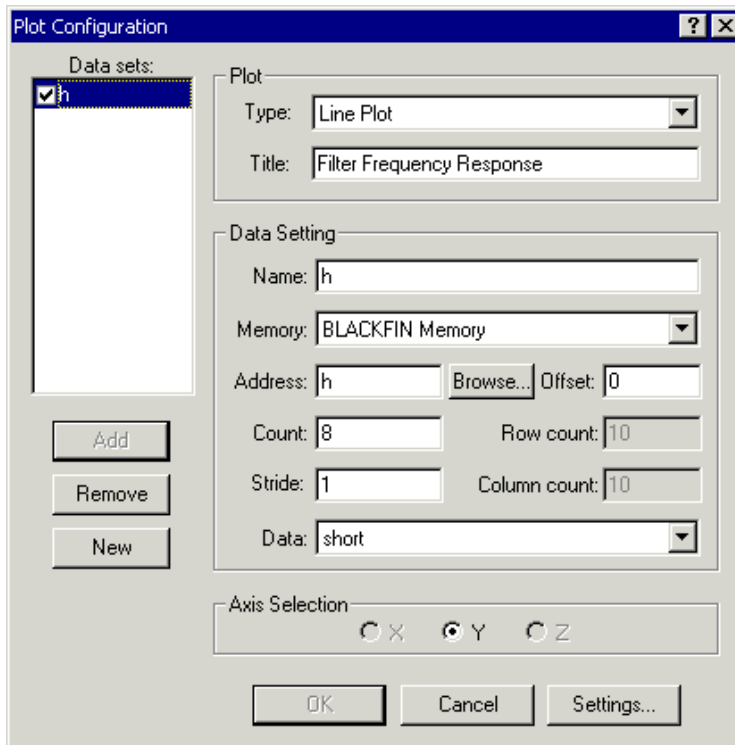 Plot Configuration
Data sets:
h
Plot
Type: Line Plot
Title: Filter Frequency Response
Data Setting
Name: h
Memory: BLACKFIN Memory
Address: h Browse... Offset: 0
Count: 8 Row count: 10
Stride: 1 Column count: 10
Data: short
Add
Remove
New
Axis Selection
X Y Z
OK Cancel Settings...